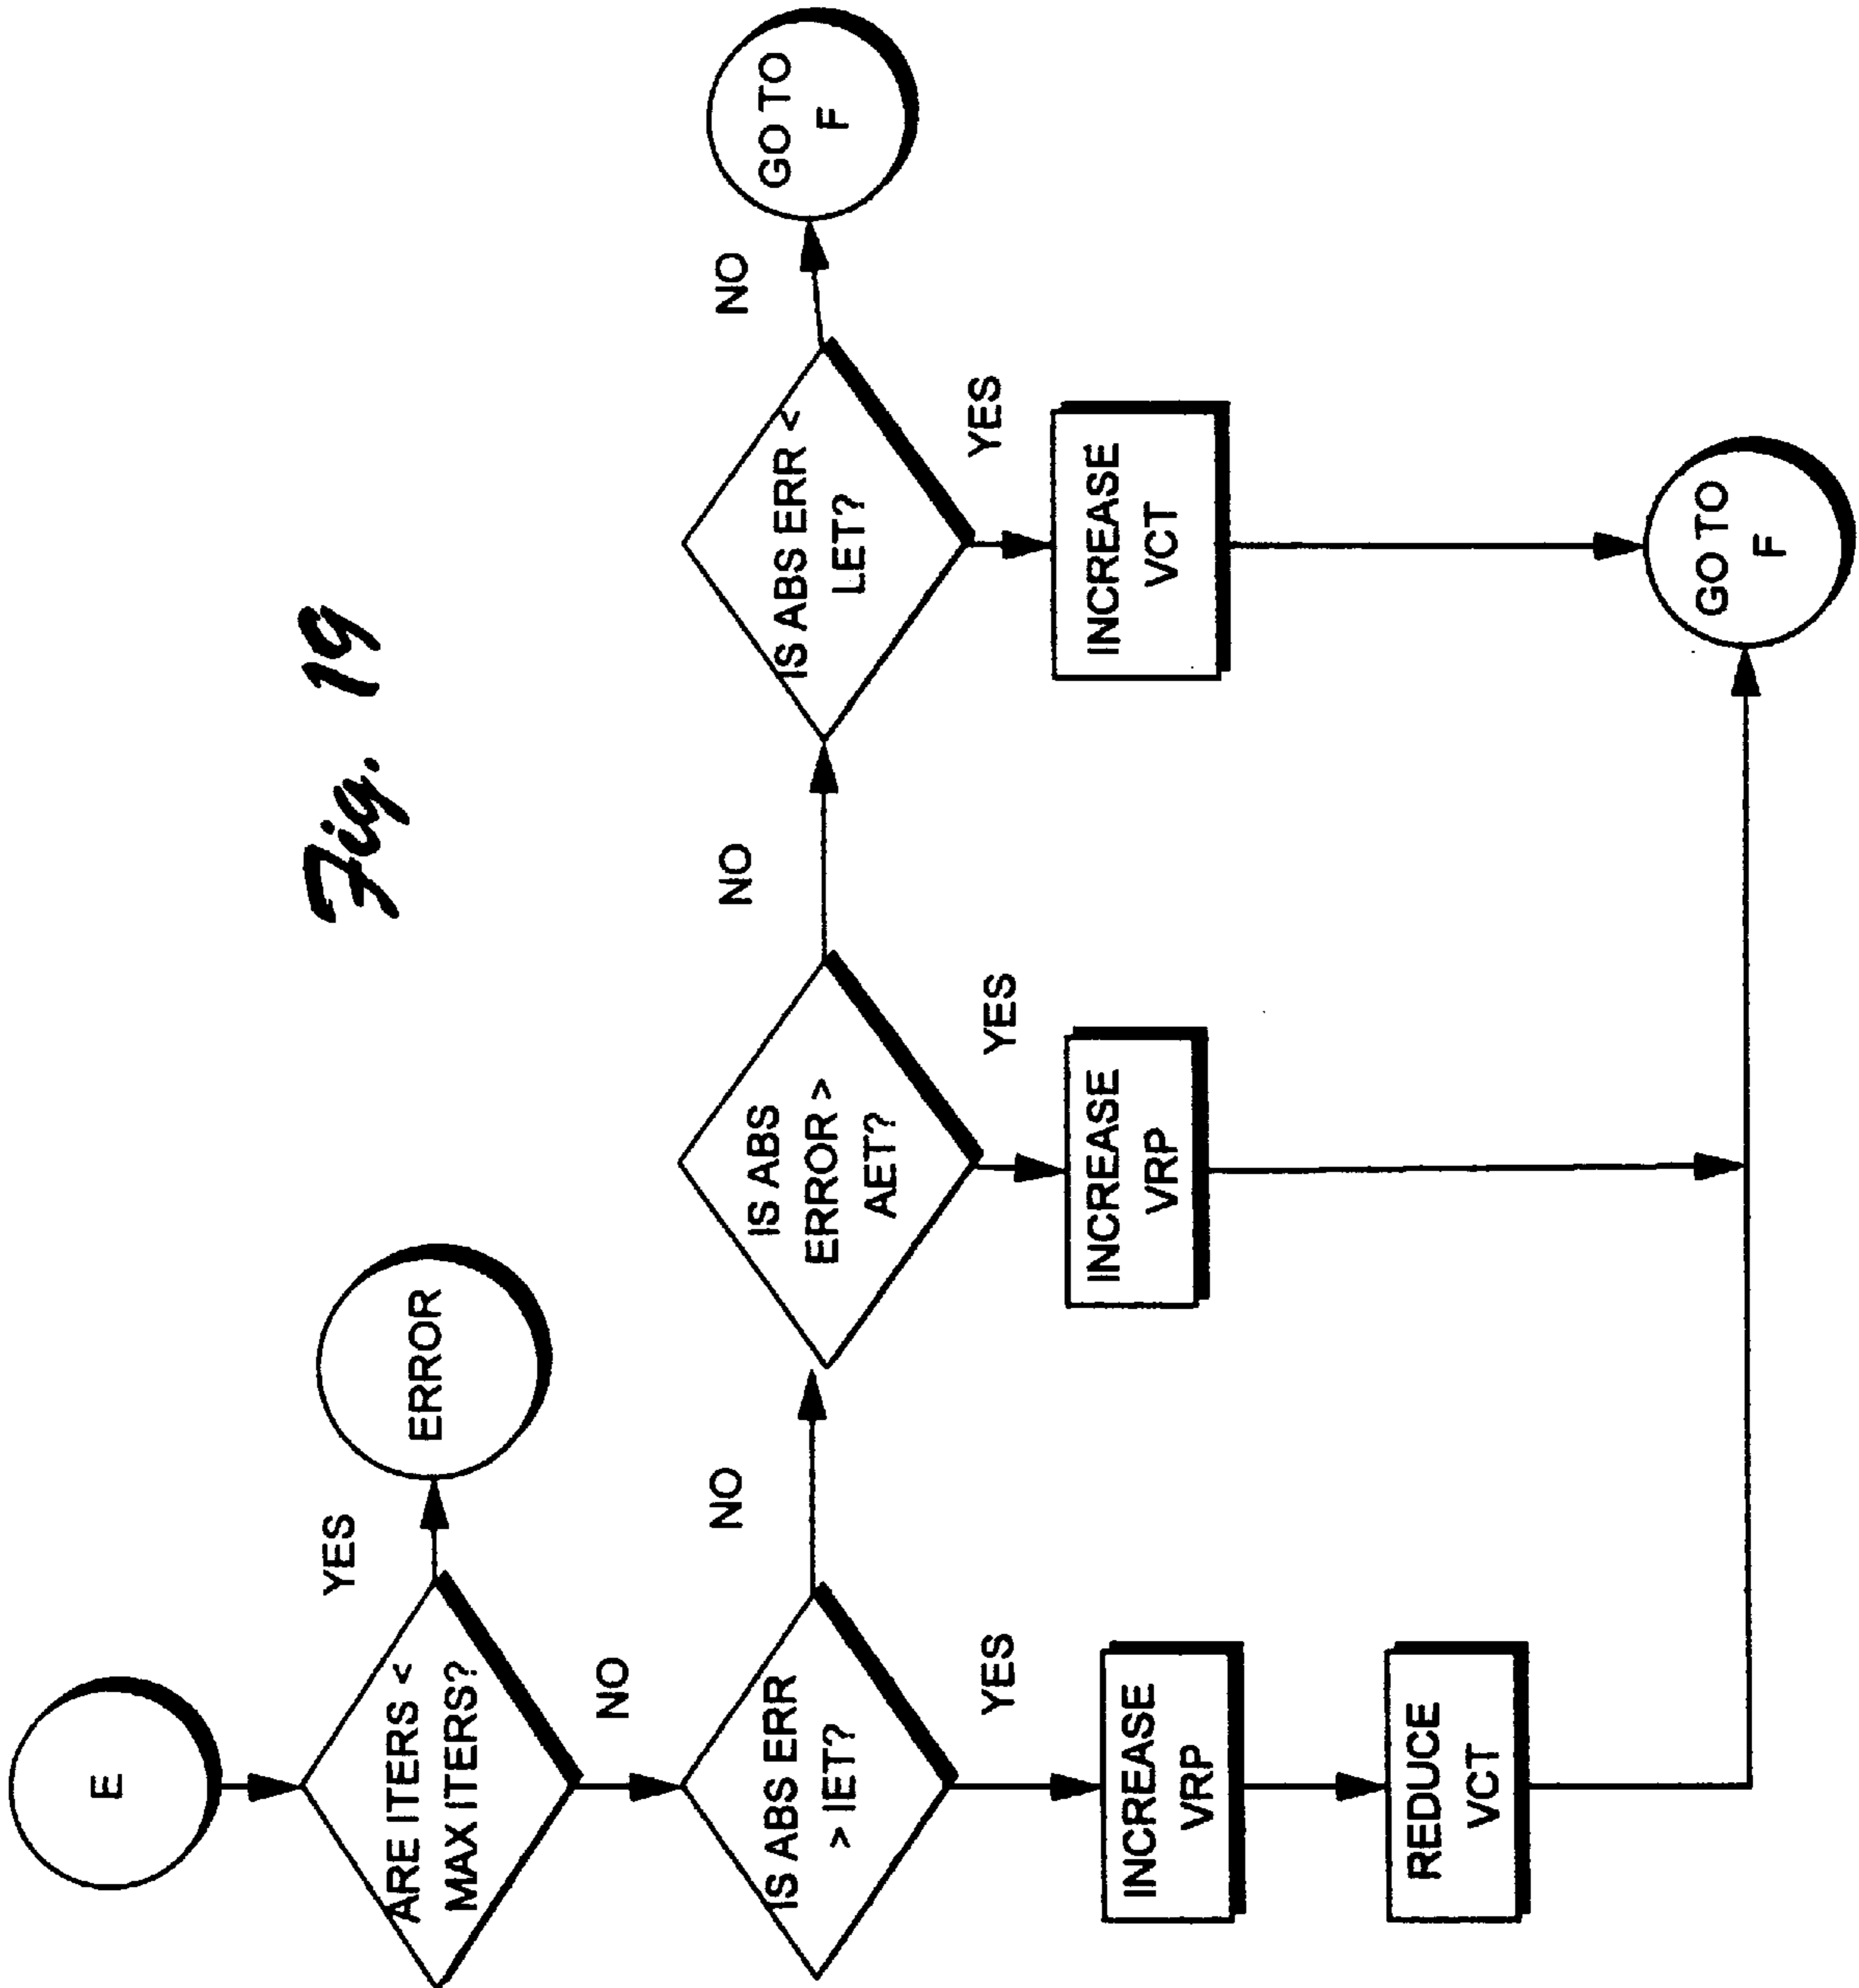 Fig. 19
E
ARE ITERS <
MAX ITERS?
YES
ERROR
NO
IS ABS ERR
> IET?
NO
IS ABS
ERROR >
AET?
NO
IS ABS ERR <
LET?
NO
GO TO
F
YES
INCREASE
VRP
REDUCE
VCT
YES
INCREASE
VRP
YES
INCREASE
VCT
GO TO
F